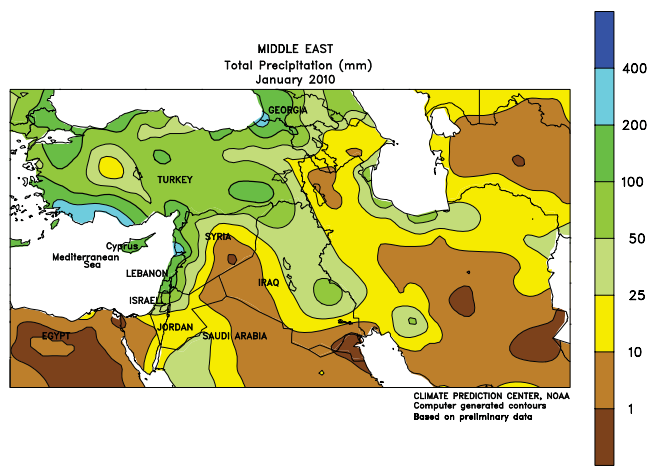 MIDDLE EAST
Total Precipitation (mm)
January 2010
GEORGIA
TURKEY
SYRIA
Cyprus
Mediterranean
Sea
LEBANON
IRAQ
ISRAEL
JORDAN
EGYPT
SAUDI ARABIA
400
200
100
50
25
10
1
CLIMATE PREDICTION CENTER, NOAA
Computer generated contours
Based on preliminary data